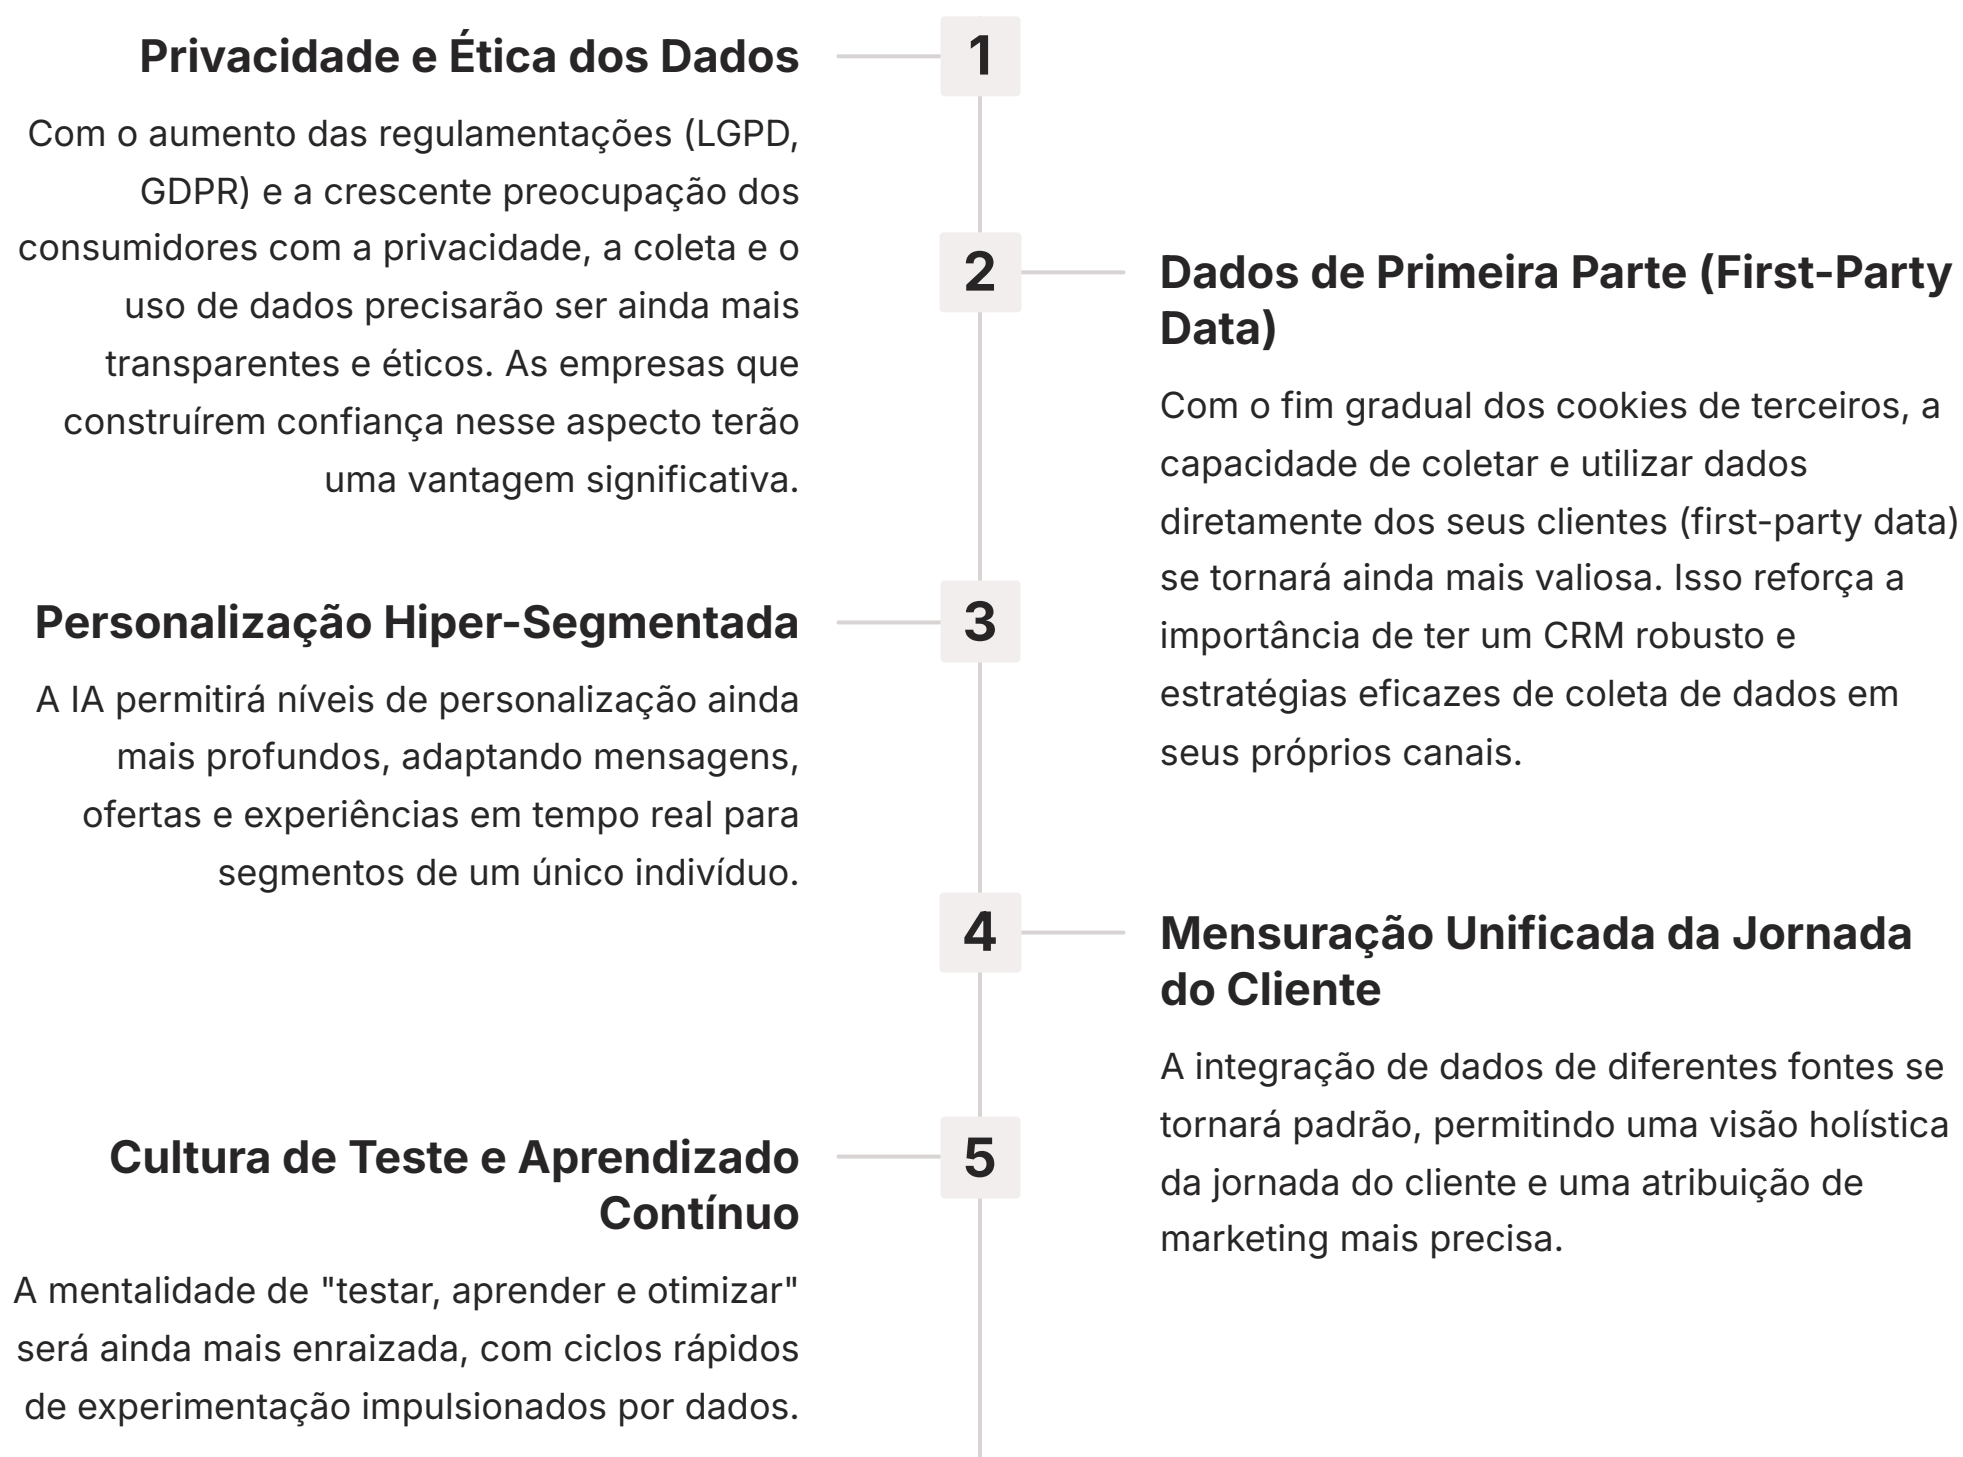 1
Privacidade e Ética dos Dados
Com o aumento das regulamentações (LGPD,
GDPR) e a crescente preocupação dos
consumidores com a privacidade, a coleta e o
uso de dados precisarão ser ainda mais
transparentes e éticos. As empresas que
construírem confiança nesse aspecto terão
uma vantagem significativa.
2
Dados de Primeira Parte (First-Party
Data)
Com o fim gradual dos cookies de terceiros, a
capacidade de coletar e utilizar dados
diretamente dos seus clientes (first-party data)
se tornará ainda mais valiosa. Isso reforça a
importância de ter um CRM robusto e
estratégias eficazes de coleta de dados em
seus próprios canais.
3
Personalização Hiper-Segmentada
A IA permitirá níveis de personalização ainda
mais profundos, adaptando mensagens,
ofertas e experiências em tempo real para
segmentos de um único indivíduo.
4
Mensuração Unificada da Jornada
do Cliente
A integração de dados de diferentes fontes se
tornará padrão, permitindo uma visão holística
da jornada do cliente e uma atribuição de
marketing mais precisa.
5
Cultura de Teste e Aprendizado
Contínuo
A mentalidade de "testar, aprender e otimizar"
será ainda mais enraizada, com ciclos rápidos
de experimentação impulsionados por dados.